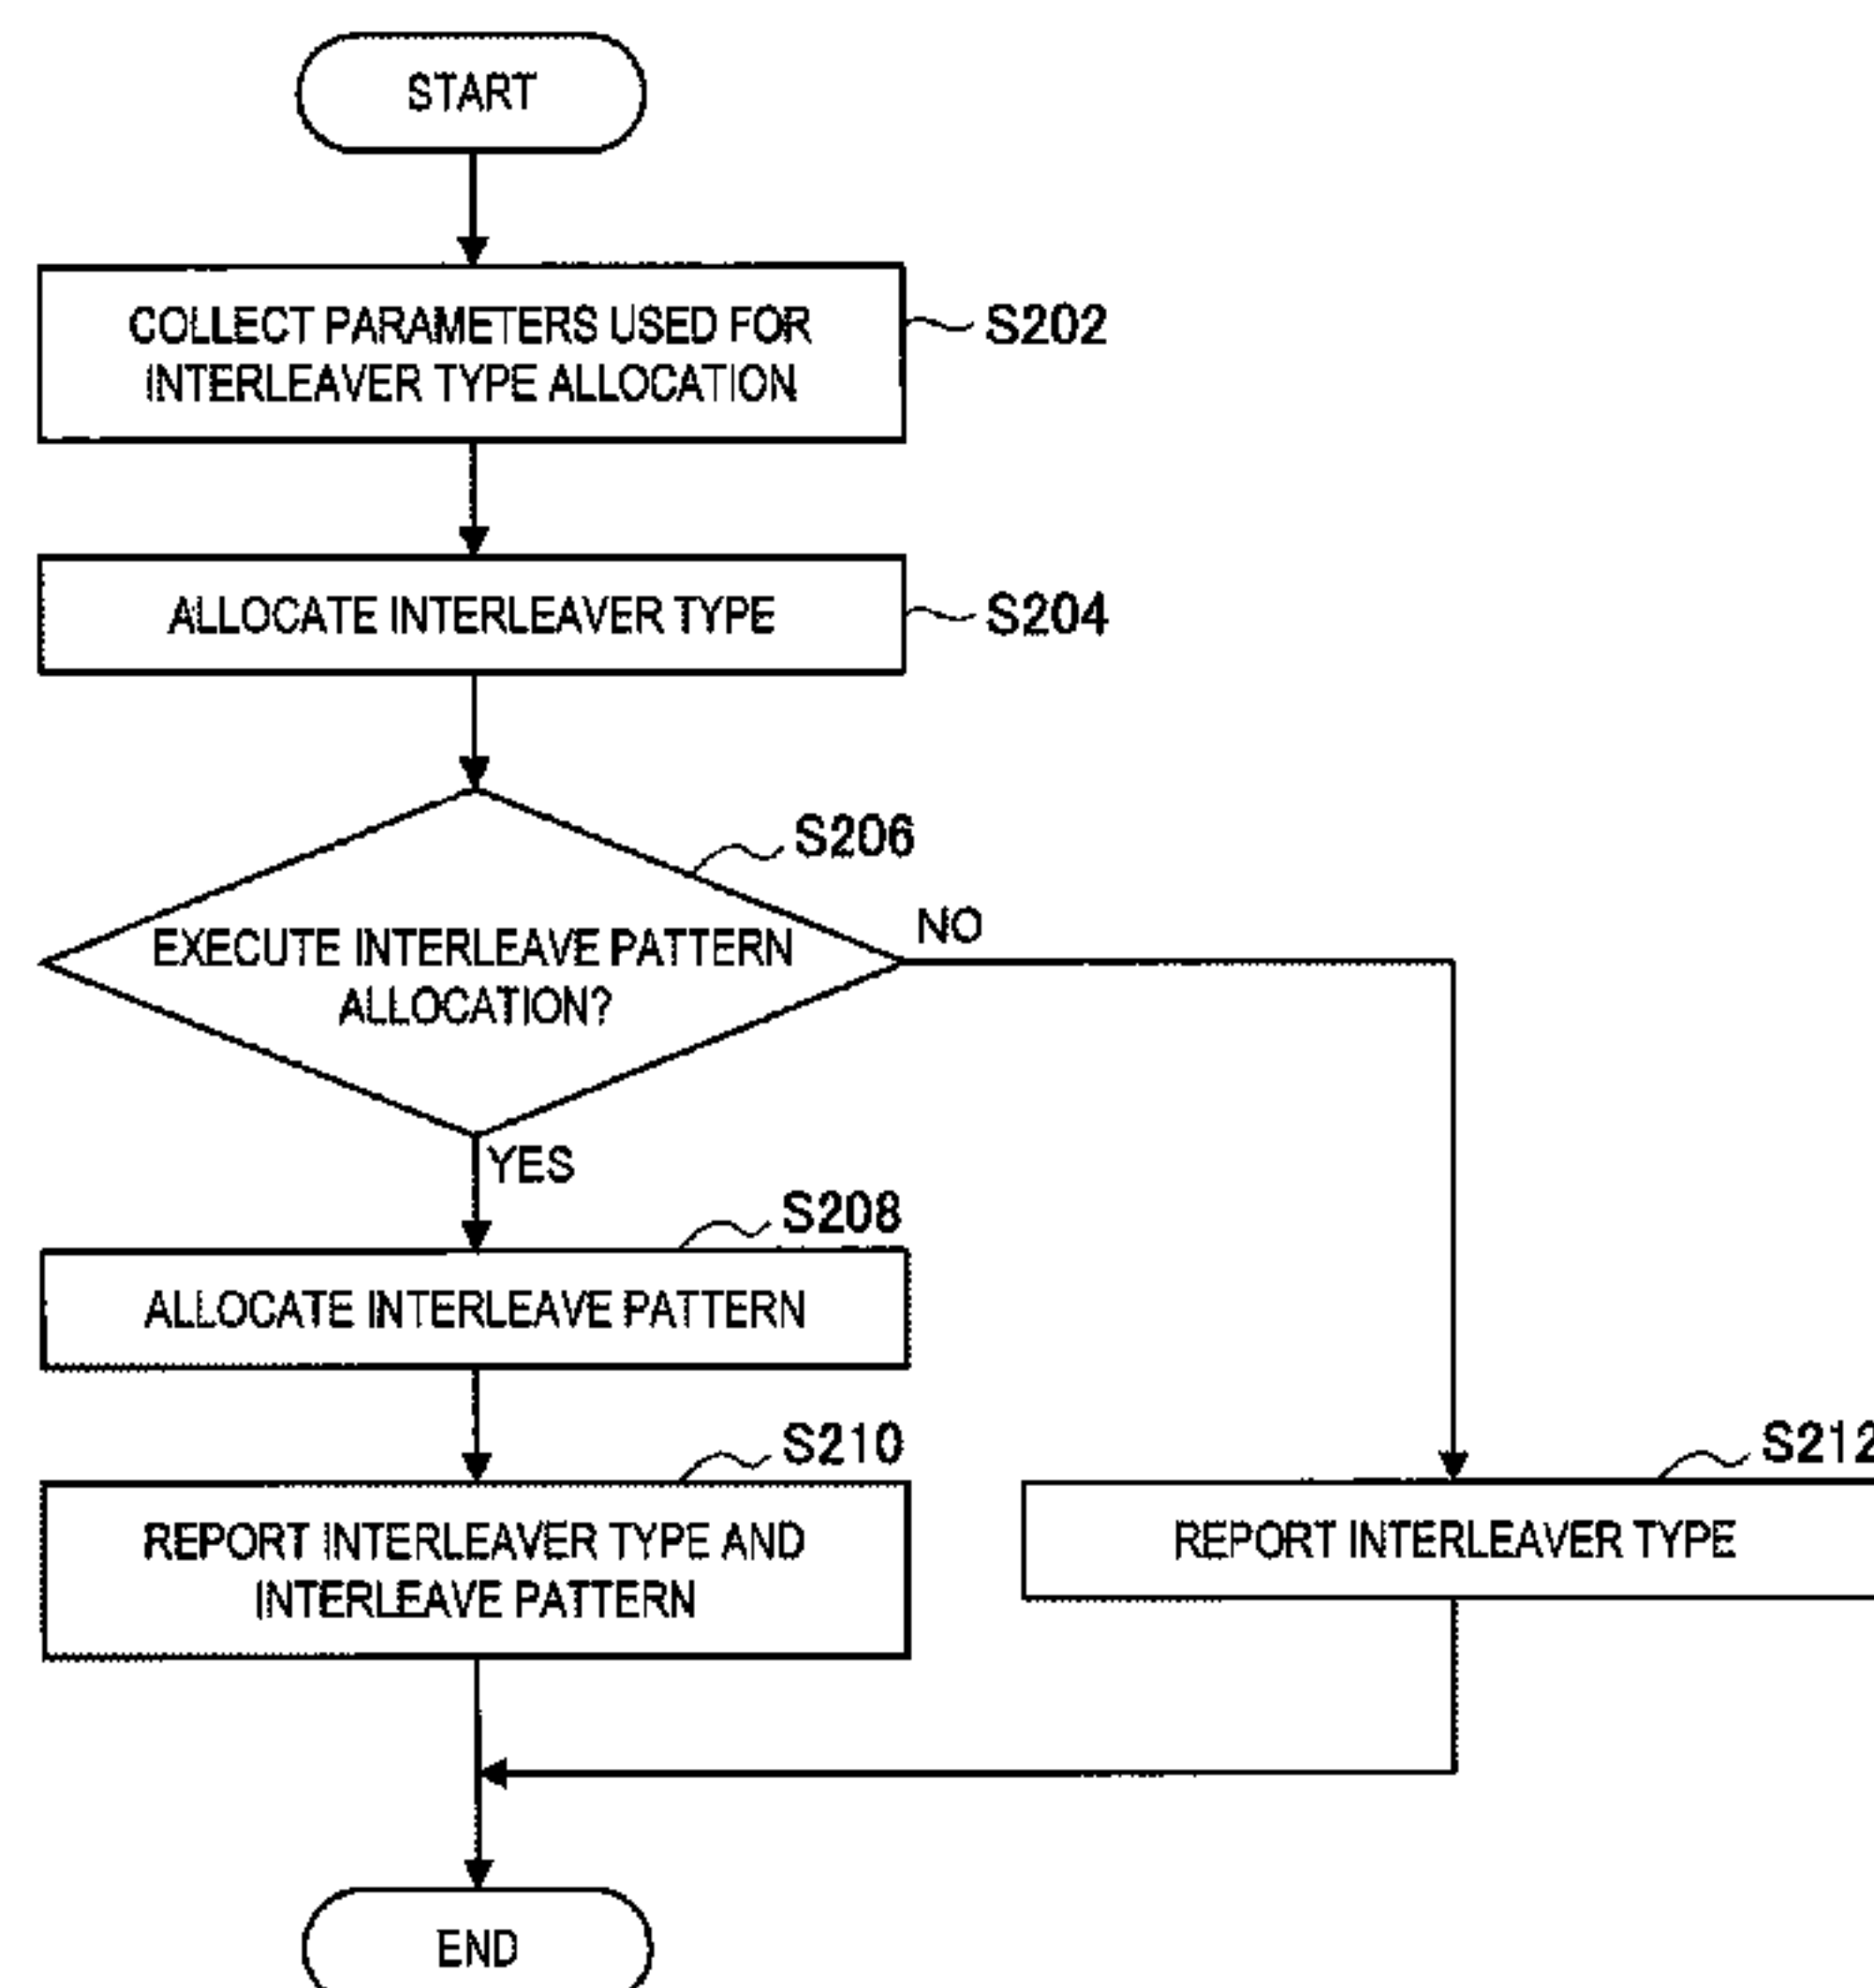 START
COLLECT PARAMETERS USED FOR
INTERLEAVER TYPE ALLOCATION
S202
ALLOCATE INTERLEAVER TYPE
S204
S206
EXECUTE INTERLEAVE PATTERN
ALLOCATION?
NO
YES
S208
ALLOCATE INTERLEAVE PATTERN
S210
REPORT INTERLEAVER TYPE AND
INTERLEAVE PATTERN
S212
REPORT INTERLEAVER TYPE
END